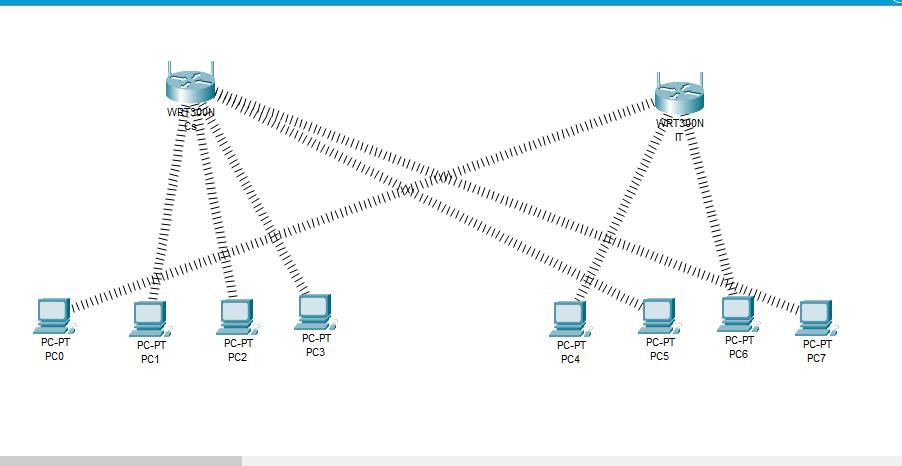 WRT300N
Cs
WRT300N
IT
PC-PT
PC0
PC-PT
PC1
PC-PT
PC2
PC-PT
PC3
PC-PT
PC4
PC-PT
PC5
PC-PT
PC6
PC-PT
PC7